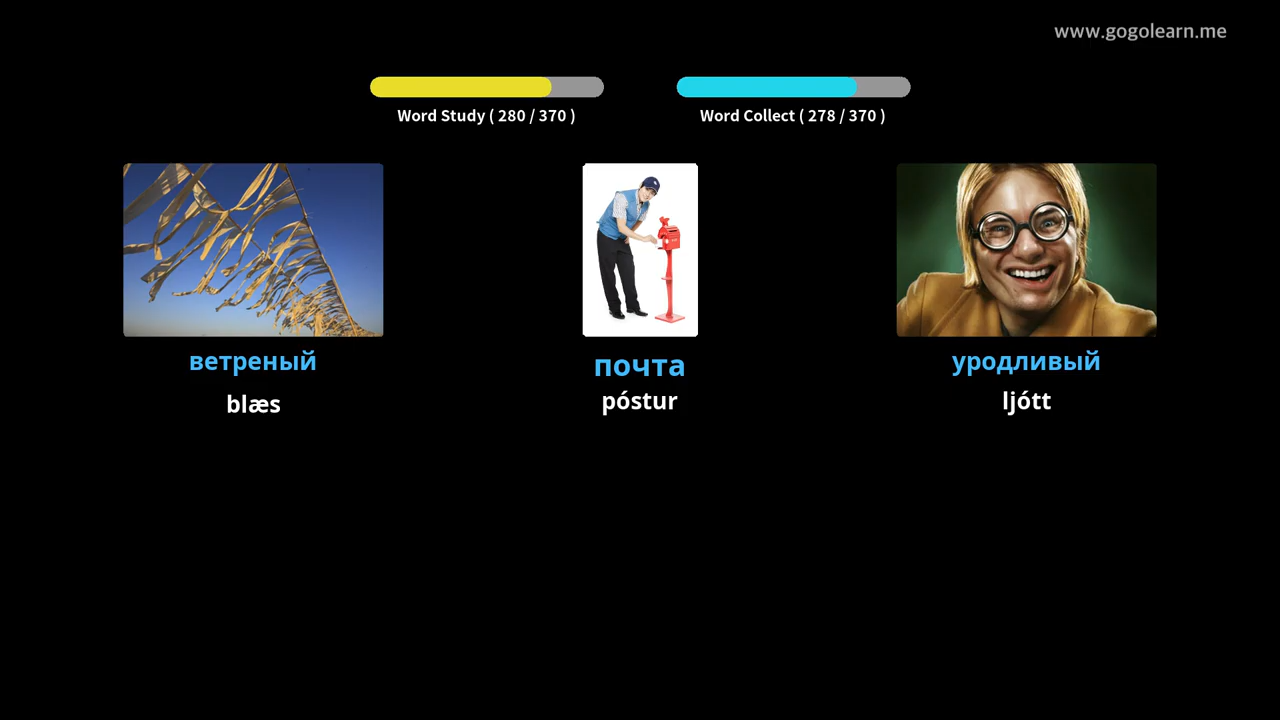 www.gogolearn.me
Word Study ( 280 / 370 )
Word Collect ( 278 / 370 )
ветреный
blæs
почта
póstur
уродливый
ljótt